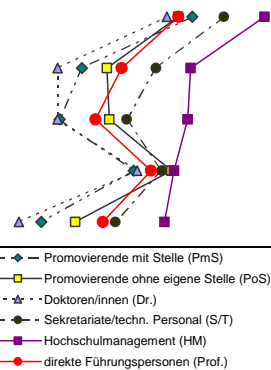 Promovierende mit Stelle (PmS)
Promovierende ohne eigene Stelle (PoS)
Doktoren/innen (Dr.)
Sekretariate/techn. Personal (S/T)
Hochschulmanagement (HM)
direkte Führungspersonen (Prof.)